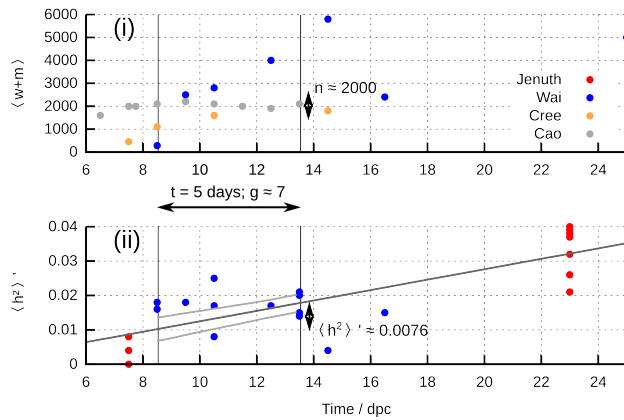 6000
5000
4000
3000
2000
1000
0
⟨w+m⟩
(i)
n ≈ 2000
Jenuth
Wai
Cree
Cao
6 8 10 12 14 16 18 20 22 24
t = 5 days; g ≈ 7
0.04
0.03
0.02
0.01
0
⟨h²⟩'
(ii)
⟨h²⟩' ≈ 0.0076
6 8 10 12 14 16 18 20 22 24
Time / dpc